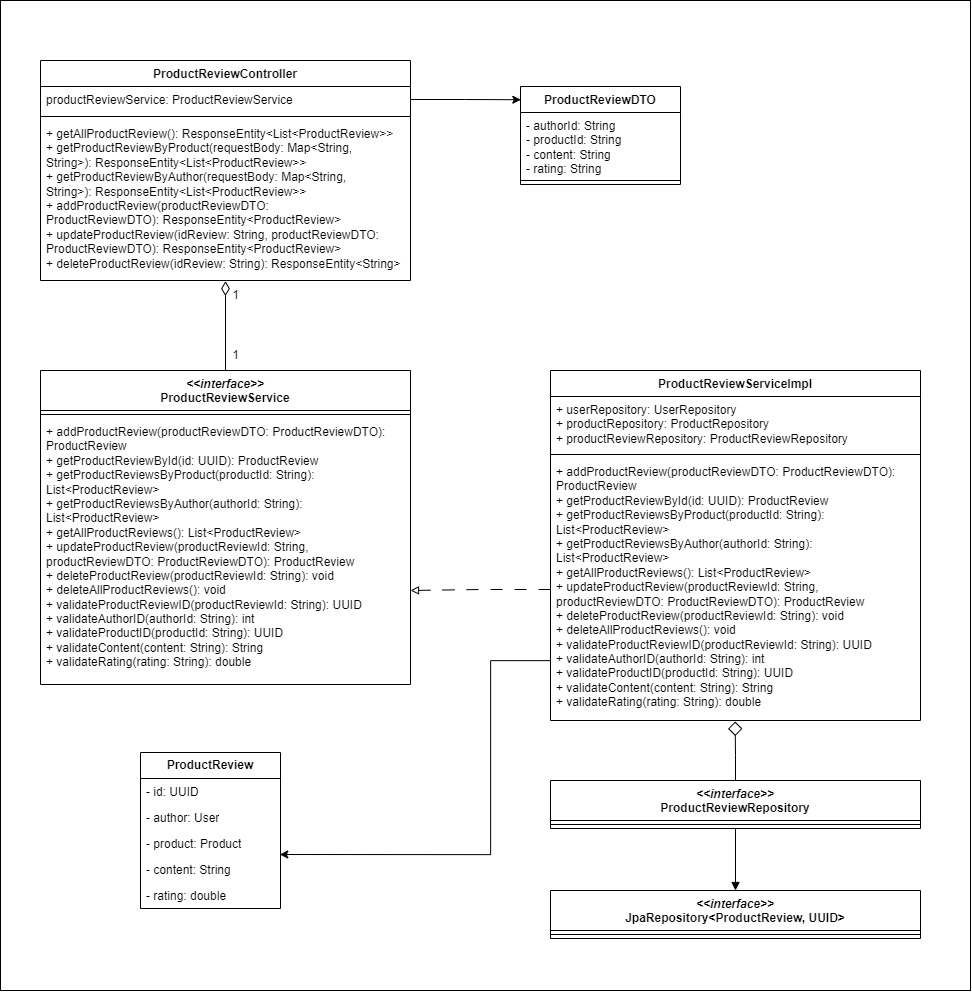 ProductReviewController
productReviewService: ProductReviewService
+ getAllProductReview(): ResponseEntity<List<ProductReview>>
+ getProductReviewByProduct(requestBody: Map<String,
String>): ResponseEntity<List<ProductReview>>
+ getProductReviewByAuthor(requestBody: Map<String,
String>): ResponseEntity<List<ProductReview>>
+ addProductReview(productReviewDTO:
ProductReviewDTO): ResponseEntity<ProductReview>
+ updateProductReview(idReview: String, productReviewDTO:
ProductReviewDTO): ResponseEntity<ProductReview>
+ deleteProductReview(idReview: String): ResponseEntity<String>
ProductReviewDTO
- authorId: String
- productId: String
- content: String
- rating: String
1
1
<<interface>>
ProductReviewService
+ addProductReview(productReviewDTO: ProductReviewDTO):
ProductReview
+ getProductReviewById(id: UUID): ProductReview
+ getProductReviewsByProduct(productId: String):
List<ProductReview>
+ getProductReviewsByAuthor(authorId: String):
List<ProductReview>
+ getAllProductReviews(): List<ProductReview>
+ updateProductReview(productReviewId: String,
productReviewDTO: ProductReviewDTO): ProductReview
+ deleteProductReview(productReviewId: String): void
+ deleteAllProductReviews(): void
+ validateProductReviewID(productReviewId: String): UUID
+ validateAuthorID(authorId: String): int
+ validateProductID(productId: String): UUID
+ validateContent(content: String): String
+ validateRating(rating: String): double
ProductReviewServiceImpl
+ userRepository: UserRepository
+ productRepository: ProductRepository
+ productReviewRepository: ProductReviewRepository
+ addProductReview(productReviewDTO: ProductReviewDTO):
ProductReview
+ getProductReviewById(id: UUID): ProductReview
+ getProductReviewsByProduct(productId: String):
List<ProductReview>
+ getProductReviewsByAuthor(authorId: String):
List<ProductReview>
+ getAllProductReviews(): List<ProductReview>
+ updateProductReview(productReviewId: String,
productReviewDTO: ProductReviewDTO): ProductReview
+ deleteProductReview(productReviewId: String): void
+ deleteAllProductReviews(): void
+ validateProductReviewID(productReviewId: String): UUID
+ validateAuthorID(authorId: String): int
+ validateProductID(productId: String): UUID
+ validateContent(content: String): String
+ validateRating(rating: String): double
ProductReview
- id: UUID
- author: User
- product: Product
- content: String
- rating: double
<<interface>>
ProductReviewRepository
<<interface>>
JpaRepository<ProductReview, UUID>